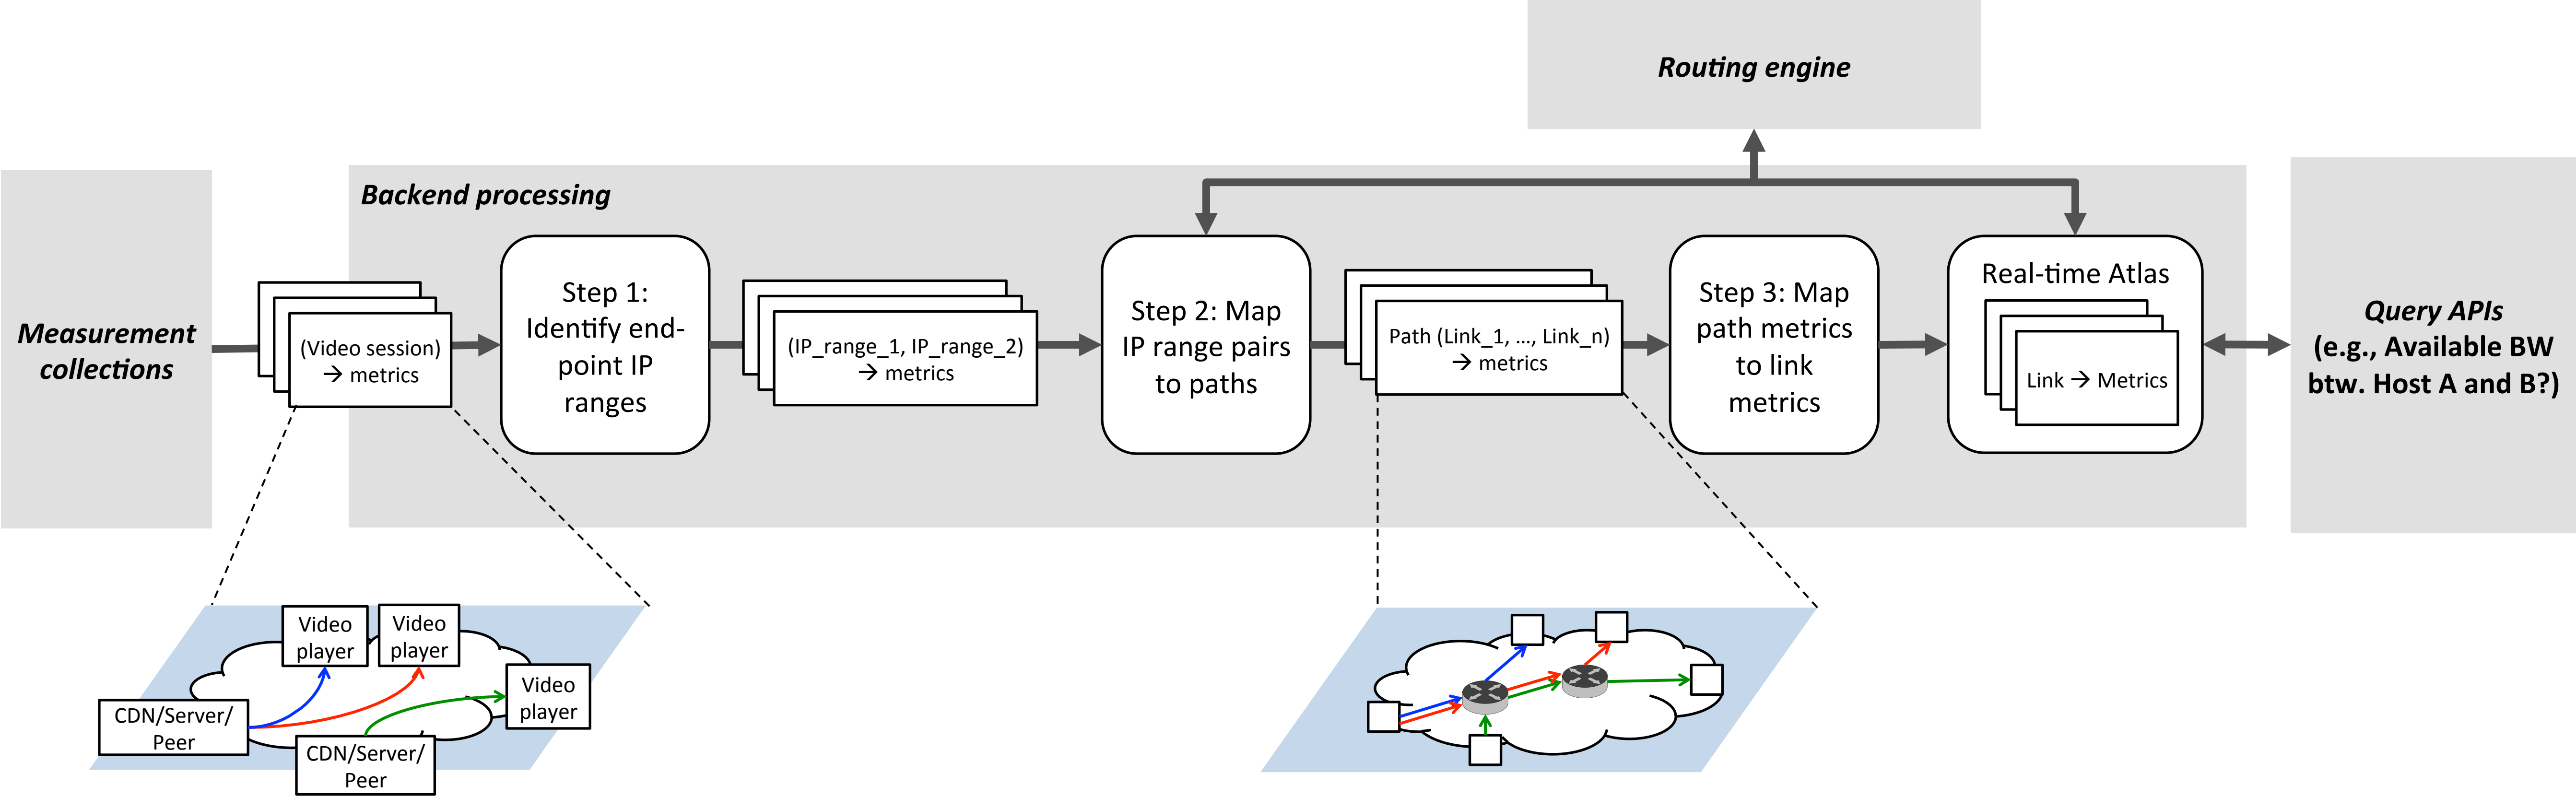 Routing engine
Backend processing
Measurement
collections
(Video session)
→ metrics
Step 1:
Identify end-
point IP
ranges
(IP_range_1, IP_range_2)
→ metrics
Step 2: Map
IP range pairs
to paths
Path (Link_1, …, Link_n)
→ metrics
Step 3: Map
path metrics
to link
metrics
Real-time Atlas
Link → Metrics
Query APIs
(e.g., Available BW
btw. Host A and B?)
Video
player
Video
player
Video
player
CDN/Server/
Peer
CDN/Server/
Peer